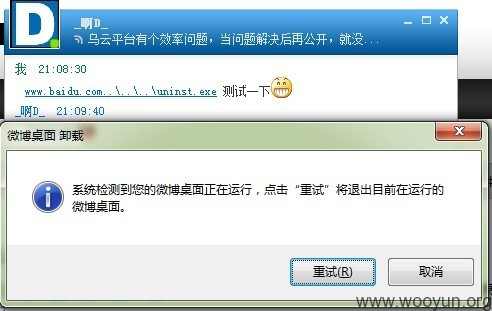 _啊D_
乌云平台有个效率问题，当问题解决后再公开，就没...
我 21:08:30
www.baidu.com..\..\..\uninst.exe 测试一下
_啊D_ 21:09:40
微博桌面 卸载
系统检测到您的微博桌面正在运行，点击“重试”将退出目前在运行的
微博桌面。
重试(R)
取消
www.wooyun.org